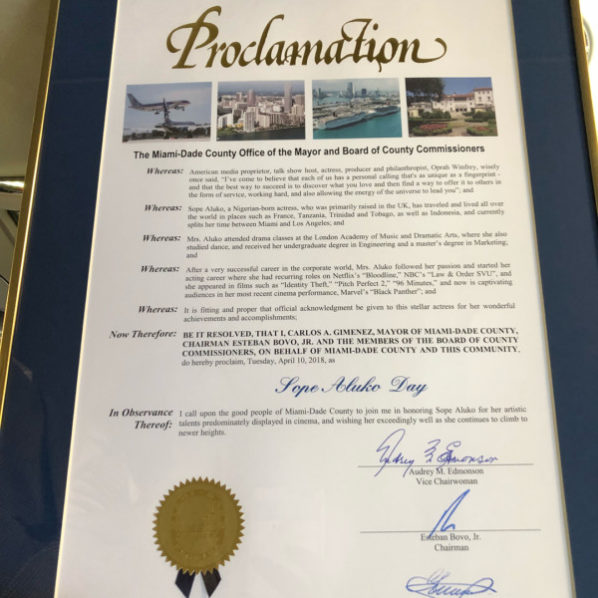 Proclamation
The Miami-Dade County Office of the Mayor and Board of County Commissioners
Whereas: American media proprietor, talk show host, actress, producer and philanthropist, Oprah Winfrey, wisely
once said, "I've come to believe that each of us has a personal calling that's as unique as a fingerprint -
and that the best way to succeed is to discover what you love and then find a way to offer it to others in
the form of service, working hard, and also allowing the energy of the universe to lead you"; and
Whereas: Sope Aluko, a Nigerian-born actress, who was primarily raised in the UK, has traveled and lived all over
the world in places such as France, Tanzania, Trinidad and Tobago, as well as Indonesia, and currently
splits her time between Miami and Los Angeles; and
Whereas: Mrs. Aluko attended drama classes at the London Academy of Music and Dramatic Arts, where she also
studied dance, and received her undergraduate degree in Engineering and a master's degree in Marketing;
and
Whereas: After a very successful career in the corporate world, Mrs. Aluko followed her passion and started her
acting career where she had recurring roles on Netflix's "Bloodline," NBC's "Law & Order SVU", and
she appeared in films such as "Identity Theft," "Pitch Perfect 2," "96 Minutes," and now is captivating
audiences in her most recent cinema performance, Marvel's "Black Panther"; and
Whereas: It is fitting and proper that official acknowledgment be given to this stellar actress for her wonderful
achievements and accomplishments;
Now Therefore: BE IT RESOLVED, THAT I, CARLOS A. GIMENEZ, MAYOR OF MIAMI-DADE COUNTY,
CHAIRMAN ESTEBAN BOVO, JR. AND THE MEMBERS OF THE BOARD OF COUNTY
COMMISSIONERS, ON BEHALF OF MIAMI-DADE COUNTY AND THIS COMMUNITY,
do hereby proclaim, Tuesday, April 10, 2018, as
Sope Aluko Day
In Observance Thereof: I call upon the good people of Miami-Dade County to join me in honoring Sope Aluko for her artistic
talents predominately displayed in cinema, and wishing her exceedingly well as she continues to climb to
newer heights.
Audrey M. Edmonson
Audrey M. Edmonson
Vice Chairwoman
Esteban Bovo, Jr.
Chairman